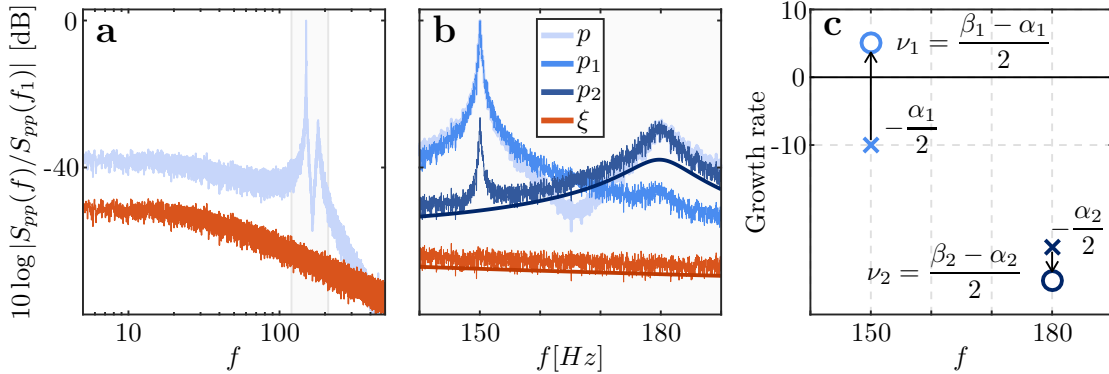 10 log |S_pp(f)/S_pp(f_1)| [dB]
0
-40
10
100
f
a
b
p
p_1
p_2
ξ
150
180
f[Hz]
c
Growth rate
10
0
-10
ν_1 = (β_1 − α_1)/2
−α_1/2
−α_2/2
ν_2 = (β_2 − α_2)/2
150
180
f